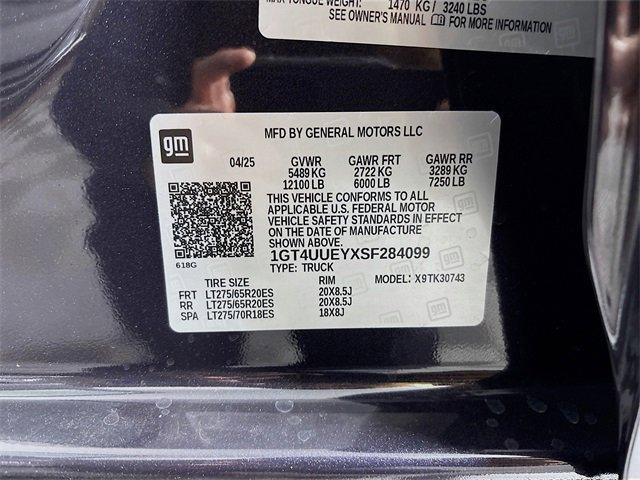 MAX TONGUE WEIGHT: 1470 KG / 3240 LBS
SEE OWNER'S MANUAL FOR MORE INFORMATION
gm
gm
MFD BY GENERAL MOTORS LLC
04/25 GVWR GAWR FRT GAWR RR
5489 KG 2722 KG 3289 KG
12100 LB 6000 LB 7250 LB
THIS VEHICLE CONFORMS TO ALL
APPLICABLE U.S. FEDERAL MOTOR
VEHICLE SAFETY STANDARDS IN EFFECT
ON THE DATE OF MANUFACTURE
SHOWN ABOVE.
618G
1GT4UUEYXSF284099
TYPE: TRUCK MODEL: X9TK30743
TIRE SIZE RIM
FRT LT275/65R20ES 20X8.5J
RR LT275/65R20ES 20X8.5J
SPA LT275/70R18ES 18X8J